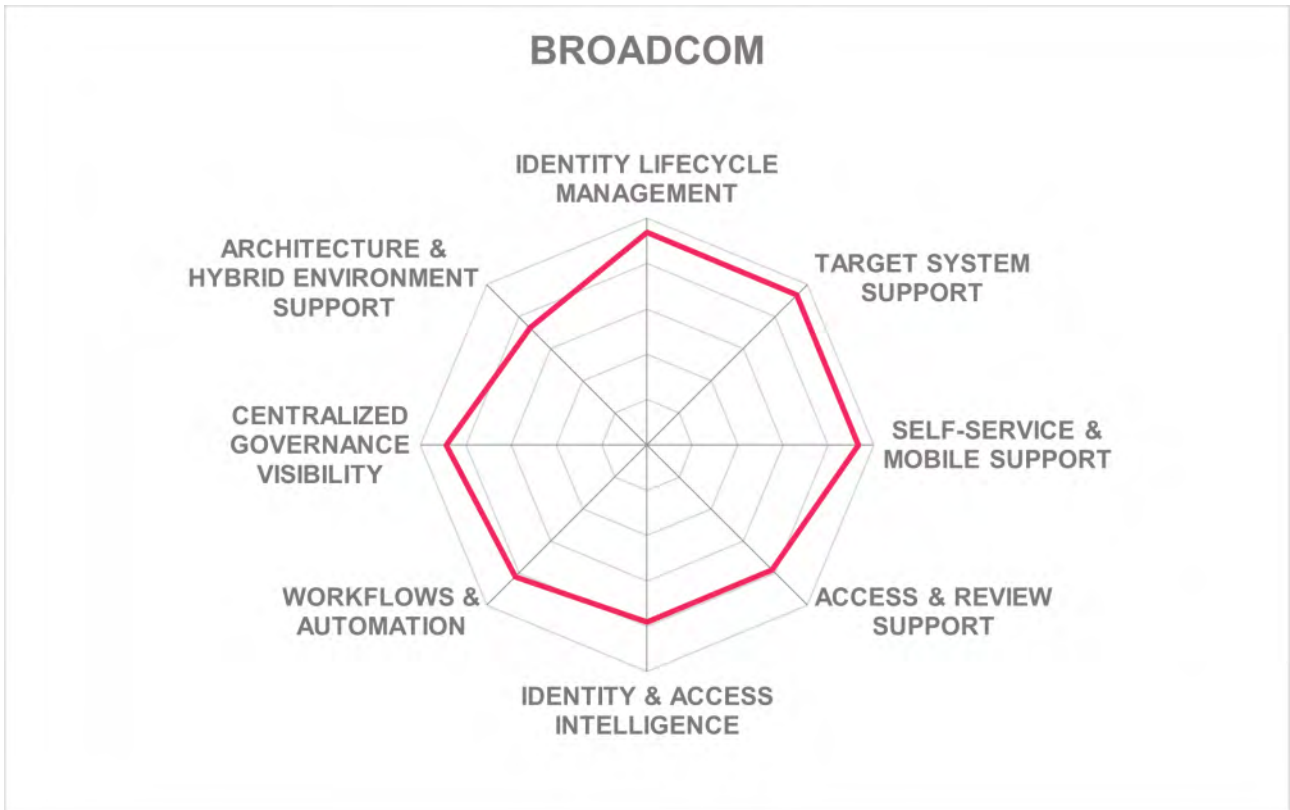 BROADCOM
IDENTITY LIFECYCLE
MANAGEMENT
TARGET SYSTEM
SUPPORT
SELF-SERVICE &
MOBILE SUPPORT
ACCESS & REVIEW
SUPPORT
IDENTITY & ACCESS
INTELLIGENCE
WORKFLOWS &
AUTOMATION
CENTRALIZED
GOVERNANCE
VISIBILITY
ARCHITECTURE &
HYBRID ENVIRONMENT
SUPPORT